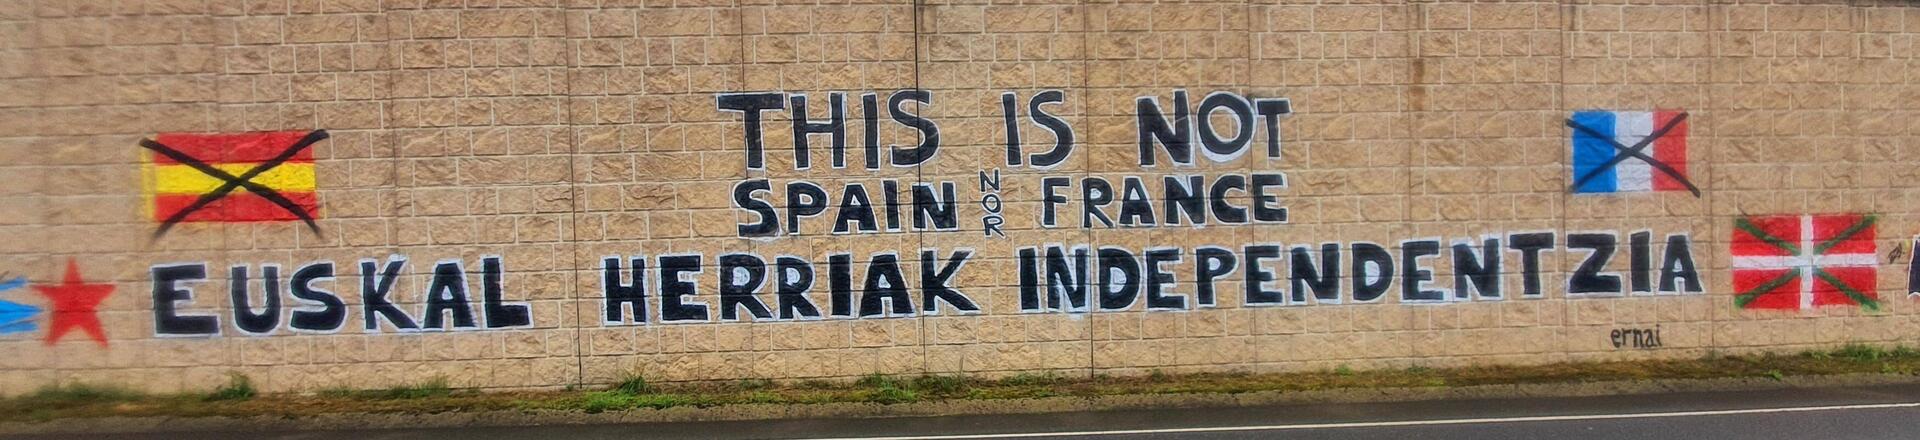 THIS IS NOT
SPAIN NOR FRANCE
EUSKAL HERRIAK INDEPENDENTZIA
ernai